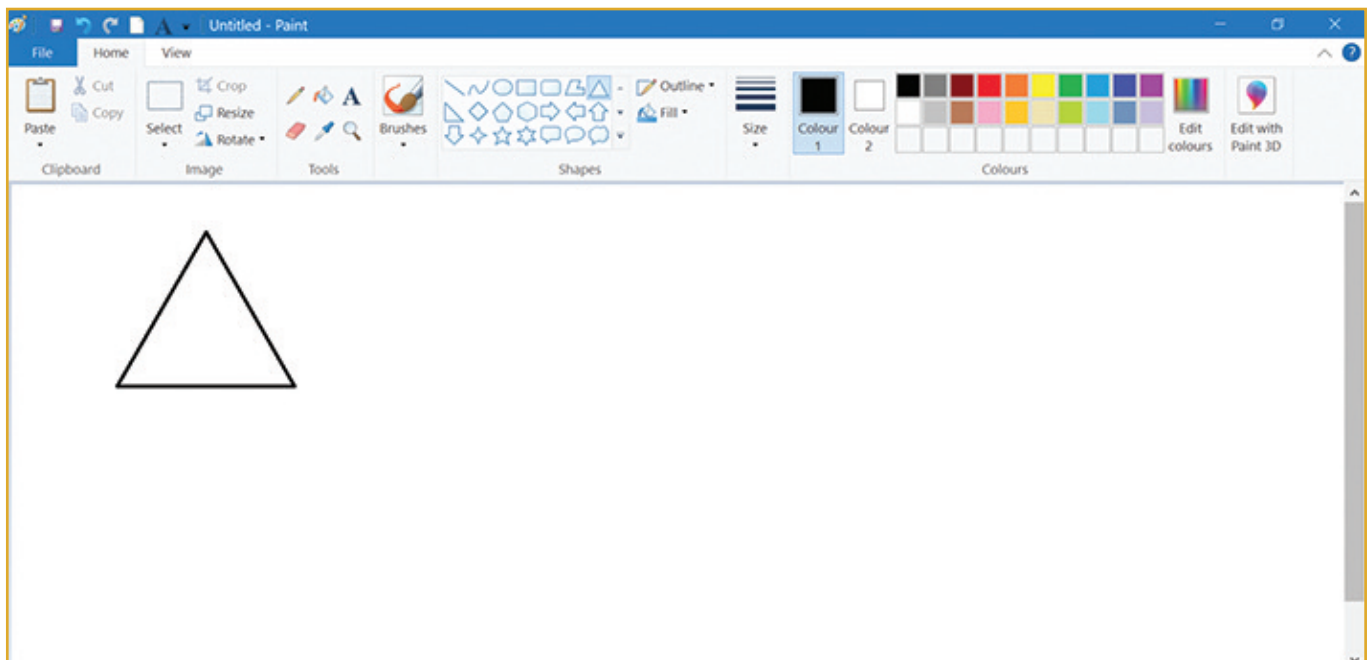 Untitled - Paint
File Home View
Paste
Cut
Copy
Clipboard
Select
Crop
Resize
Rotate
Image
A
Tools
Brushes
Shapes
Outline
Fill
Size
Colour 1
Colour 2
Colours
Edit colours
Edit with Paint 3D